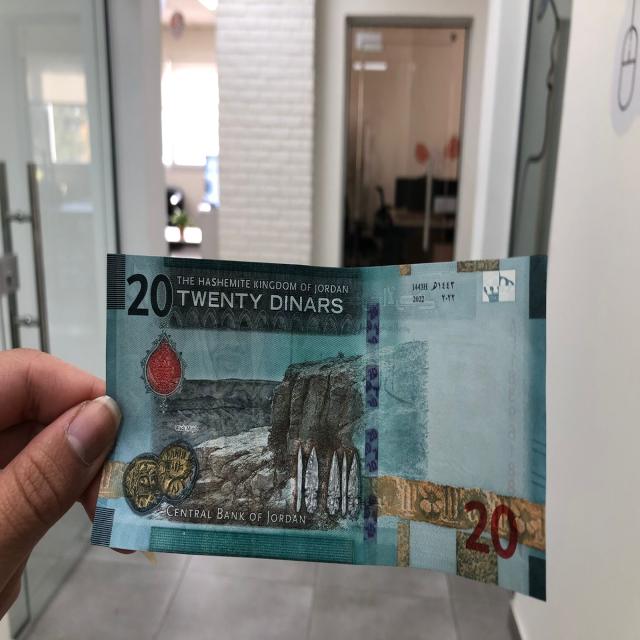 20
THE HASHEMITE KINGDOM OF JORDAN
TWENTY DINARS
1443H ١٤٤٣هـ
2022 ٢٠٢٢
CENTRAL BANK OF JORDAN
20